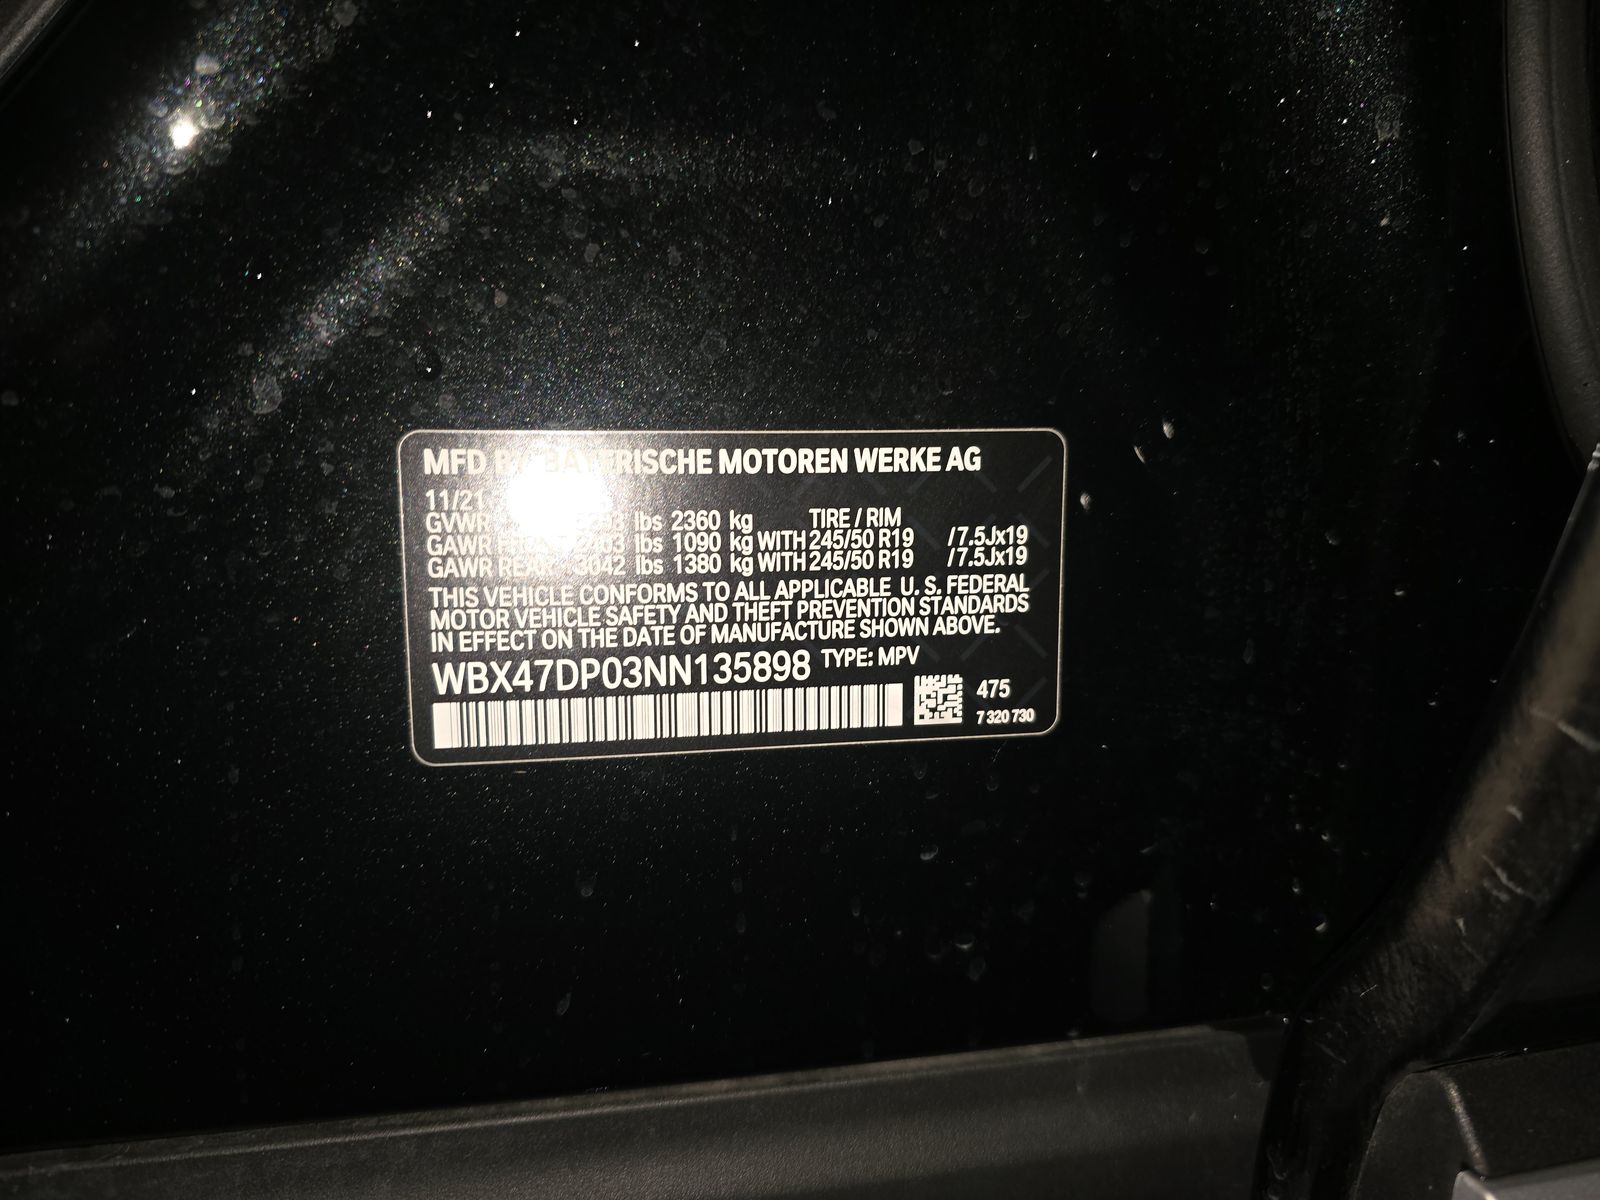 MFD BAYERISCHE MOTOREN WERKE AG
11/21
GVWR lbs 2360 kg TIRE / RIM
GAWR FRONT lbs 1090 kg WITH 245/50 R19 /7.5Jx19
GAWR REAR 3042 lbs 1380 kg WITH 245/50 R19 /7.5Jx19
THIS VEHICLE CONFORMS TO ALL APPLICABLE U. S. FEDERAL
MOTOR VEHICLE SAFETY AND THEFT PREVENTION STANDARDS
IN EFFECT ON THE DATE OF MANUFACTURE SHOWN ABOVE.
WBX47DP03NN135898 TYPE: MPV
475
7 320 730